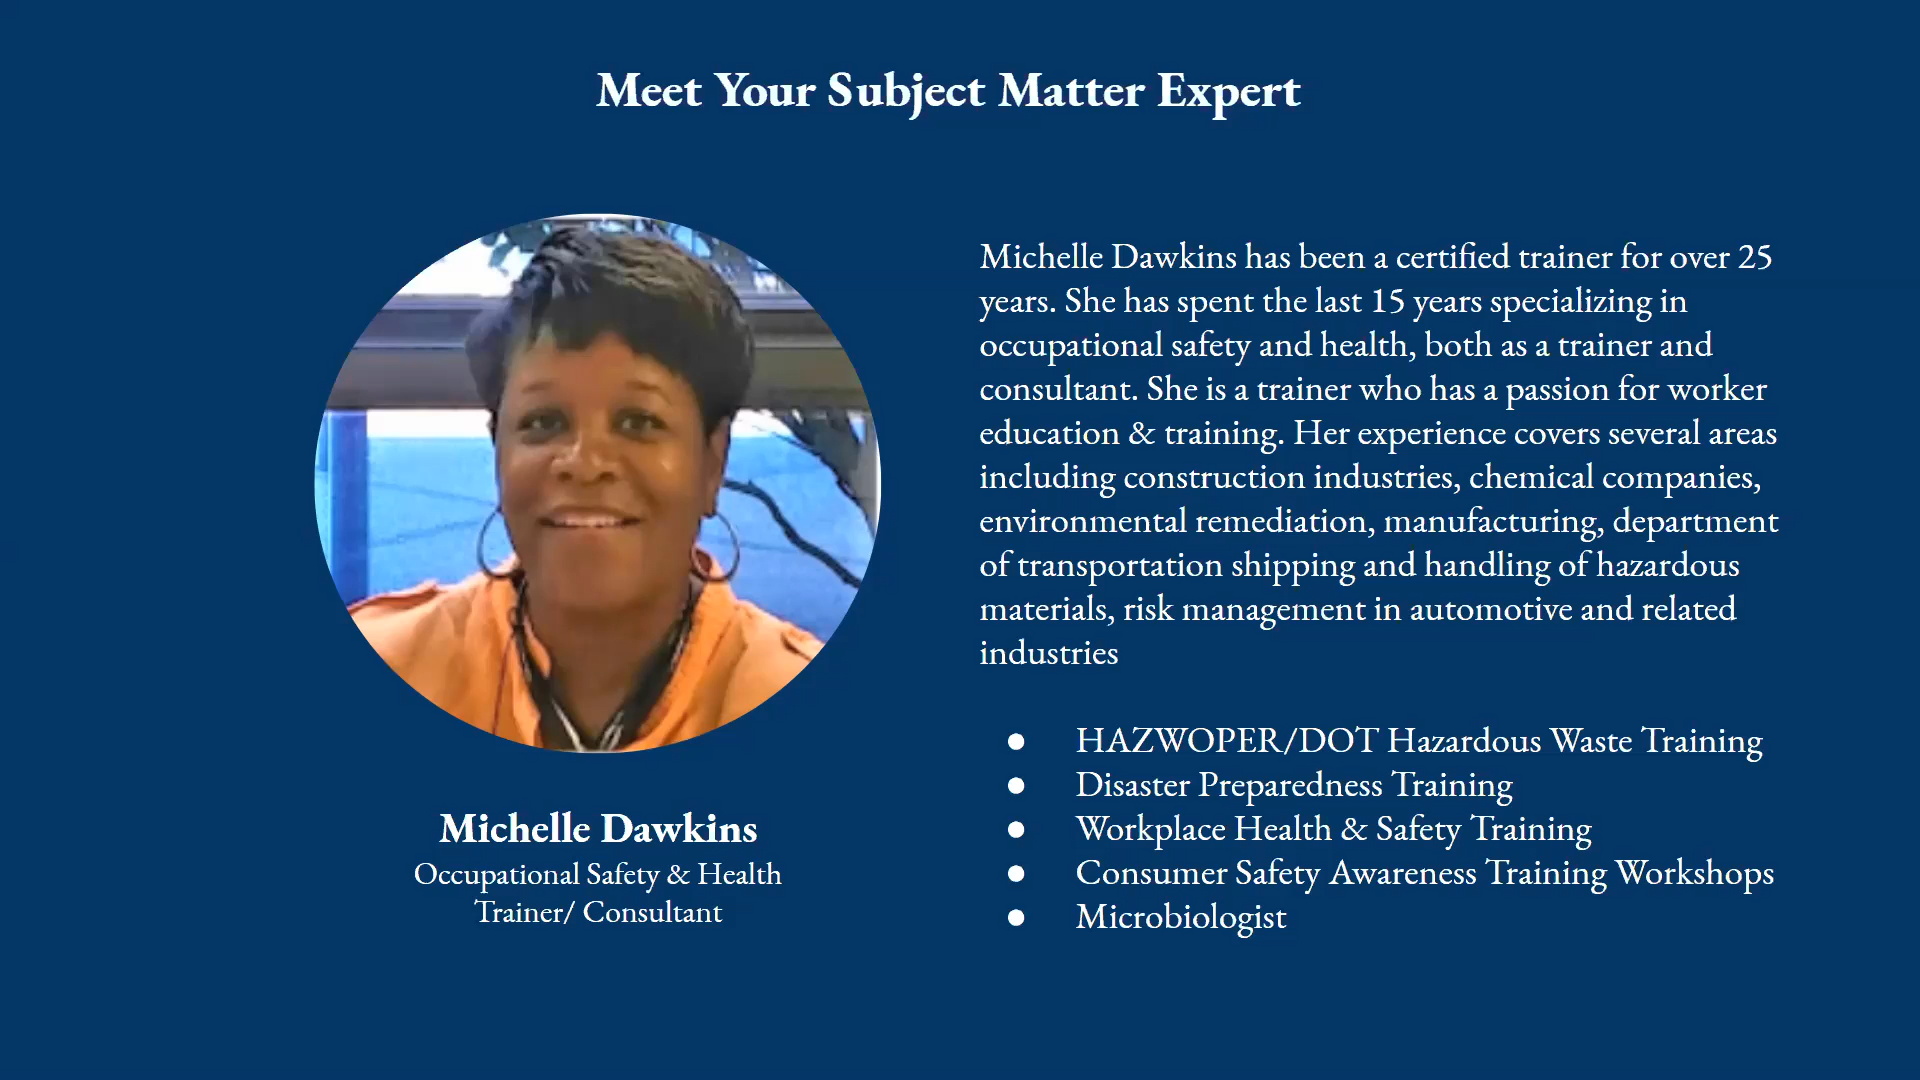 Meet Your Subject Matter Expert
Michelle Dawkins has been a certified trainer for over 25
years. She has spent the last 15 years specializing in
occupational safety and health, both as a trainer and
consultant. She is a trainer who has a passion for worker
education & training. Her experience covers several areas
including construction industries, chemical companies,
environmental remediation, manufacturing, department
of transportation shipping and handling of hazardous
materials, risk management in automotive and related
industries
● HAZWOPER/DOT Hazardous Waste Training
● Disaster Preparedness Training
● Workplace Health & Safety Training
● Consumer Safety Awareness Training Workshops
● Microbiologist
Michelle Dawkins
Occupational Safety & Health
Trainer/ Consultant